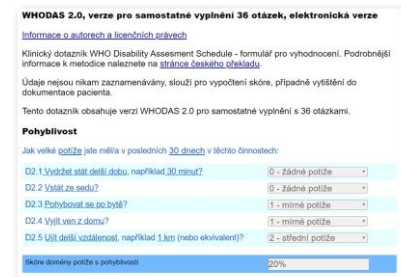 WHODAS 2.0, verze pro samostatné vyplnění 36 otázek, elektronická verze
Informace o autorech a licenčních právech
Klinický dotazník WHO Disability Assesment Schedule - formulář pro vyhodnocení. Podrobnější
informace k metodice naleznete na stránce českého překladu.
Údaje nejsou nikam zaznamenávány, slouží pro vypočtení skóre, případně vytištění do
dokumentace pacienta.
Tento dotazník obsahuje verzi WHODAS 2.0 pro samostatné vyplnění s 36 otázkami.
Pohyblivost
Jak velké potíže jste měl/a v posledních 30 dnech v těchto činnostech:
D2.1 Vydržet stát delší dobu, například 30 minut? 0 - žádné potíže
D2.2 Vstát ze sedu? 0 - žádné potíže
D2.3 Pohybovat se po bytě? 1 - mírné potíže
D2.4 Vyjít ven z domu? 1 - mírné potíže
D2.5 Ujít delší vzdálenost, například 1 km (nebo ekvivalent)? 2 - střední potíže
Skóre domény potíže s pohyblivostí 20%